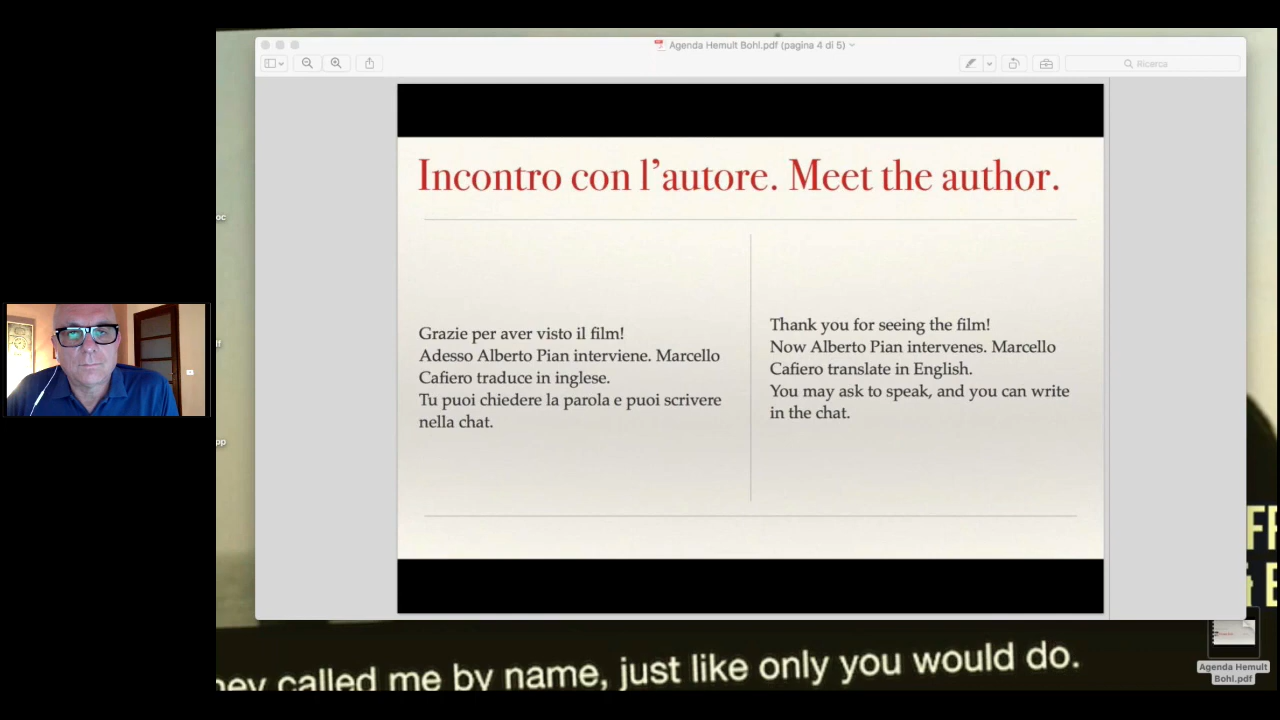 Agenda Hemult Bohl.pdf (pagina 4 di 5)
Ricerca
Incontro con l'autore. Meet the author.
Grazie per aver visto il film!
Adesso Alberto Pian interviene. Marcello
Cafiero traduce in inglese.
Tu puoi chiedere la parola e puoi scrivere
nella chat.
Thank you for seeing the film!
Now Alberto Pian intervenes. Marcello
Cafiero translate in English.
You may ask to speak, and you can write
in the chat.
called me by name, just like only you would do.
Agenda Hemult
Bohl.pdf